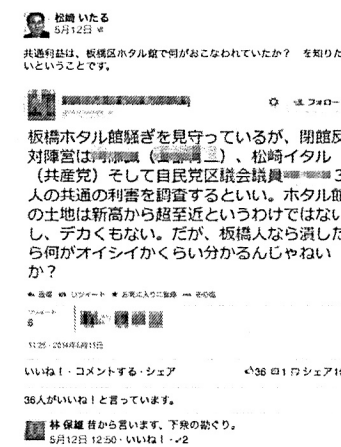 松崎 いたる
5月12日
共通利益は、板橋区ホタル館で何がおこなわれていたか？ を知りた
いということです。
フォロー
板橋ホタル館騒ぎを見守っているが、閉館反
対陣営は（　）、松崎イタル
（共産党）そして自民党区議会議員 3
人の共通の利害を調査するといい。ホタル館
の土地は新高から超至近というわけではない
し、デカくもない。だが、板橋人なら潰した
ら何がオイシイかくらい分かるんじゃねい
か？
返信 リツイート ★ お気に入りに登録 ••• その他
6
いいね！・コメントする・シェア 36 1 シェア
36人がいいね！と言っています。
林 保雄 昔から言います、下衆の勘ぐり。
5月12日 12:50・いいね！・2